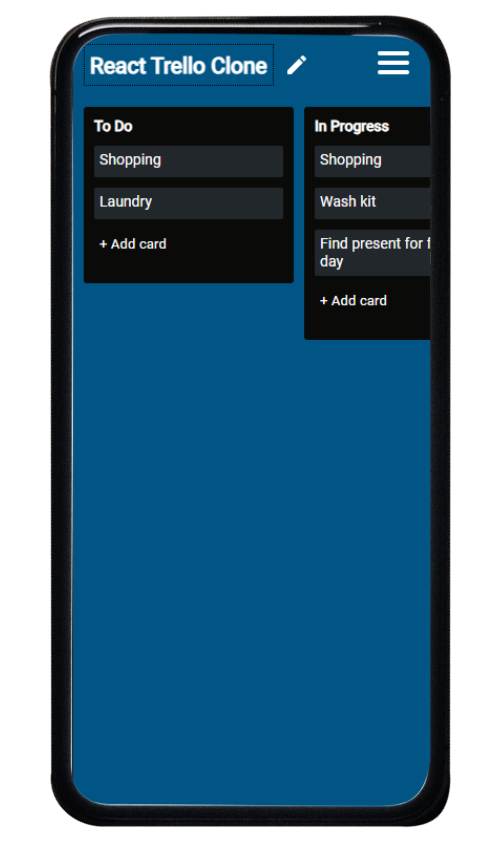 React Trello Clone
To Do
Shopping
Laundry
+ Add card
In Progress
Shopping
Wash kit
Find present for
day
+ Add card